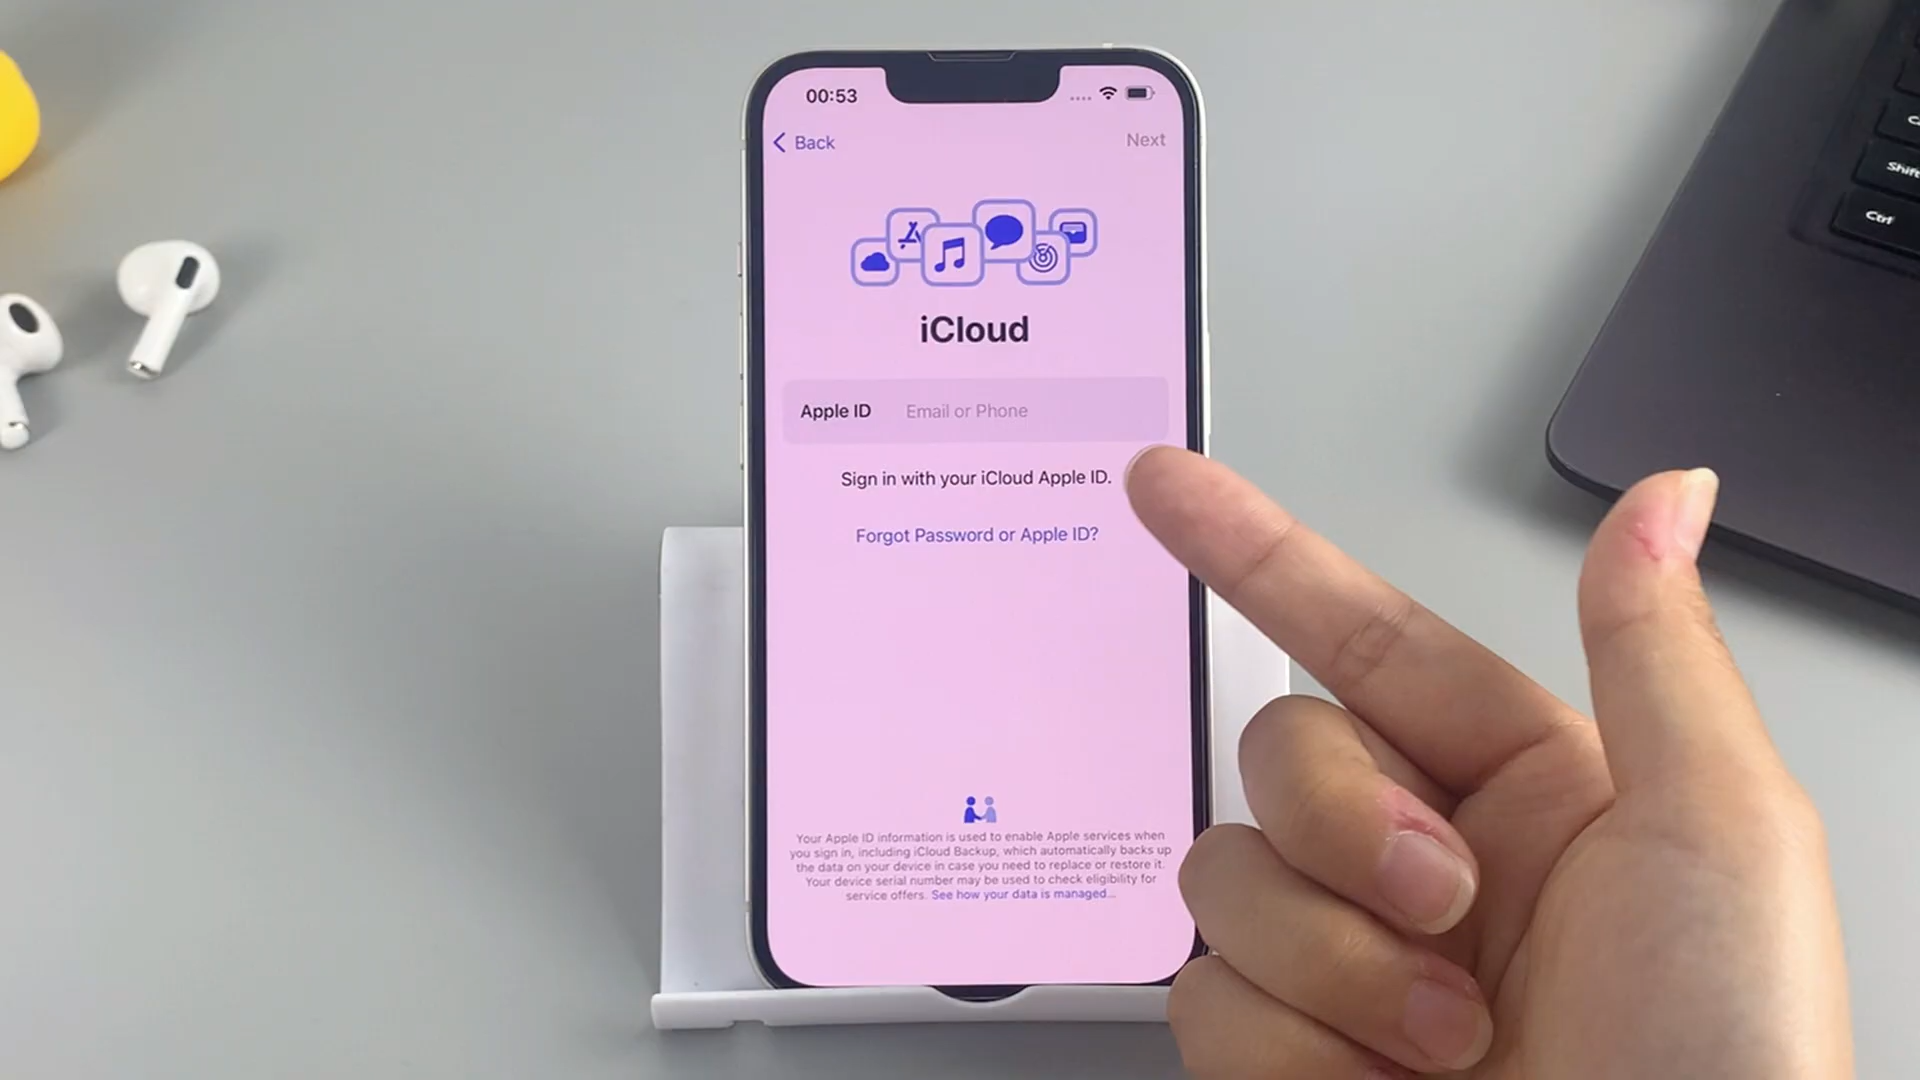 00:53
Back
Next
iCloud
Apple ID
Email or Phone
Sign in with your iCloud Apple ID.
Forgot Password or Apple ID?
Your Apple ID information is used to enable Apple services when
you sign in, including iCloud Backup, which automatically backs up
the data on your device in case you need to replace or restore it.
Your device serial number may be used to check eligibility for
service offers. See how your data is managed...
Shift
Ctrl